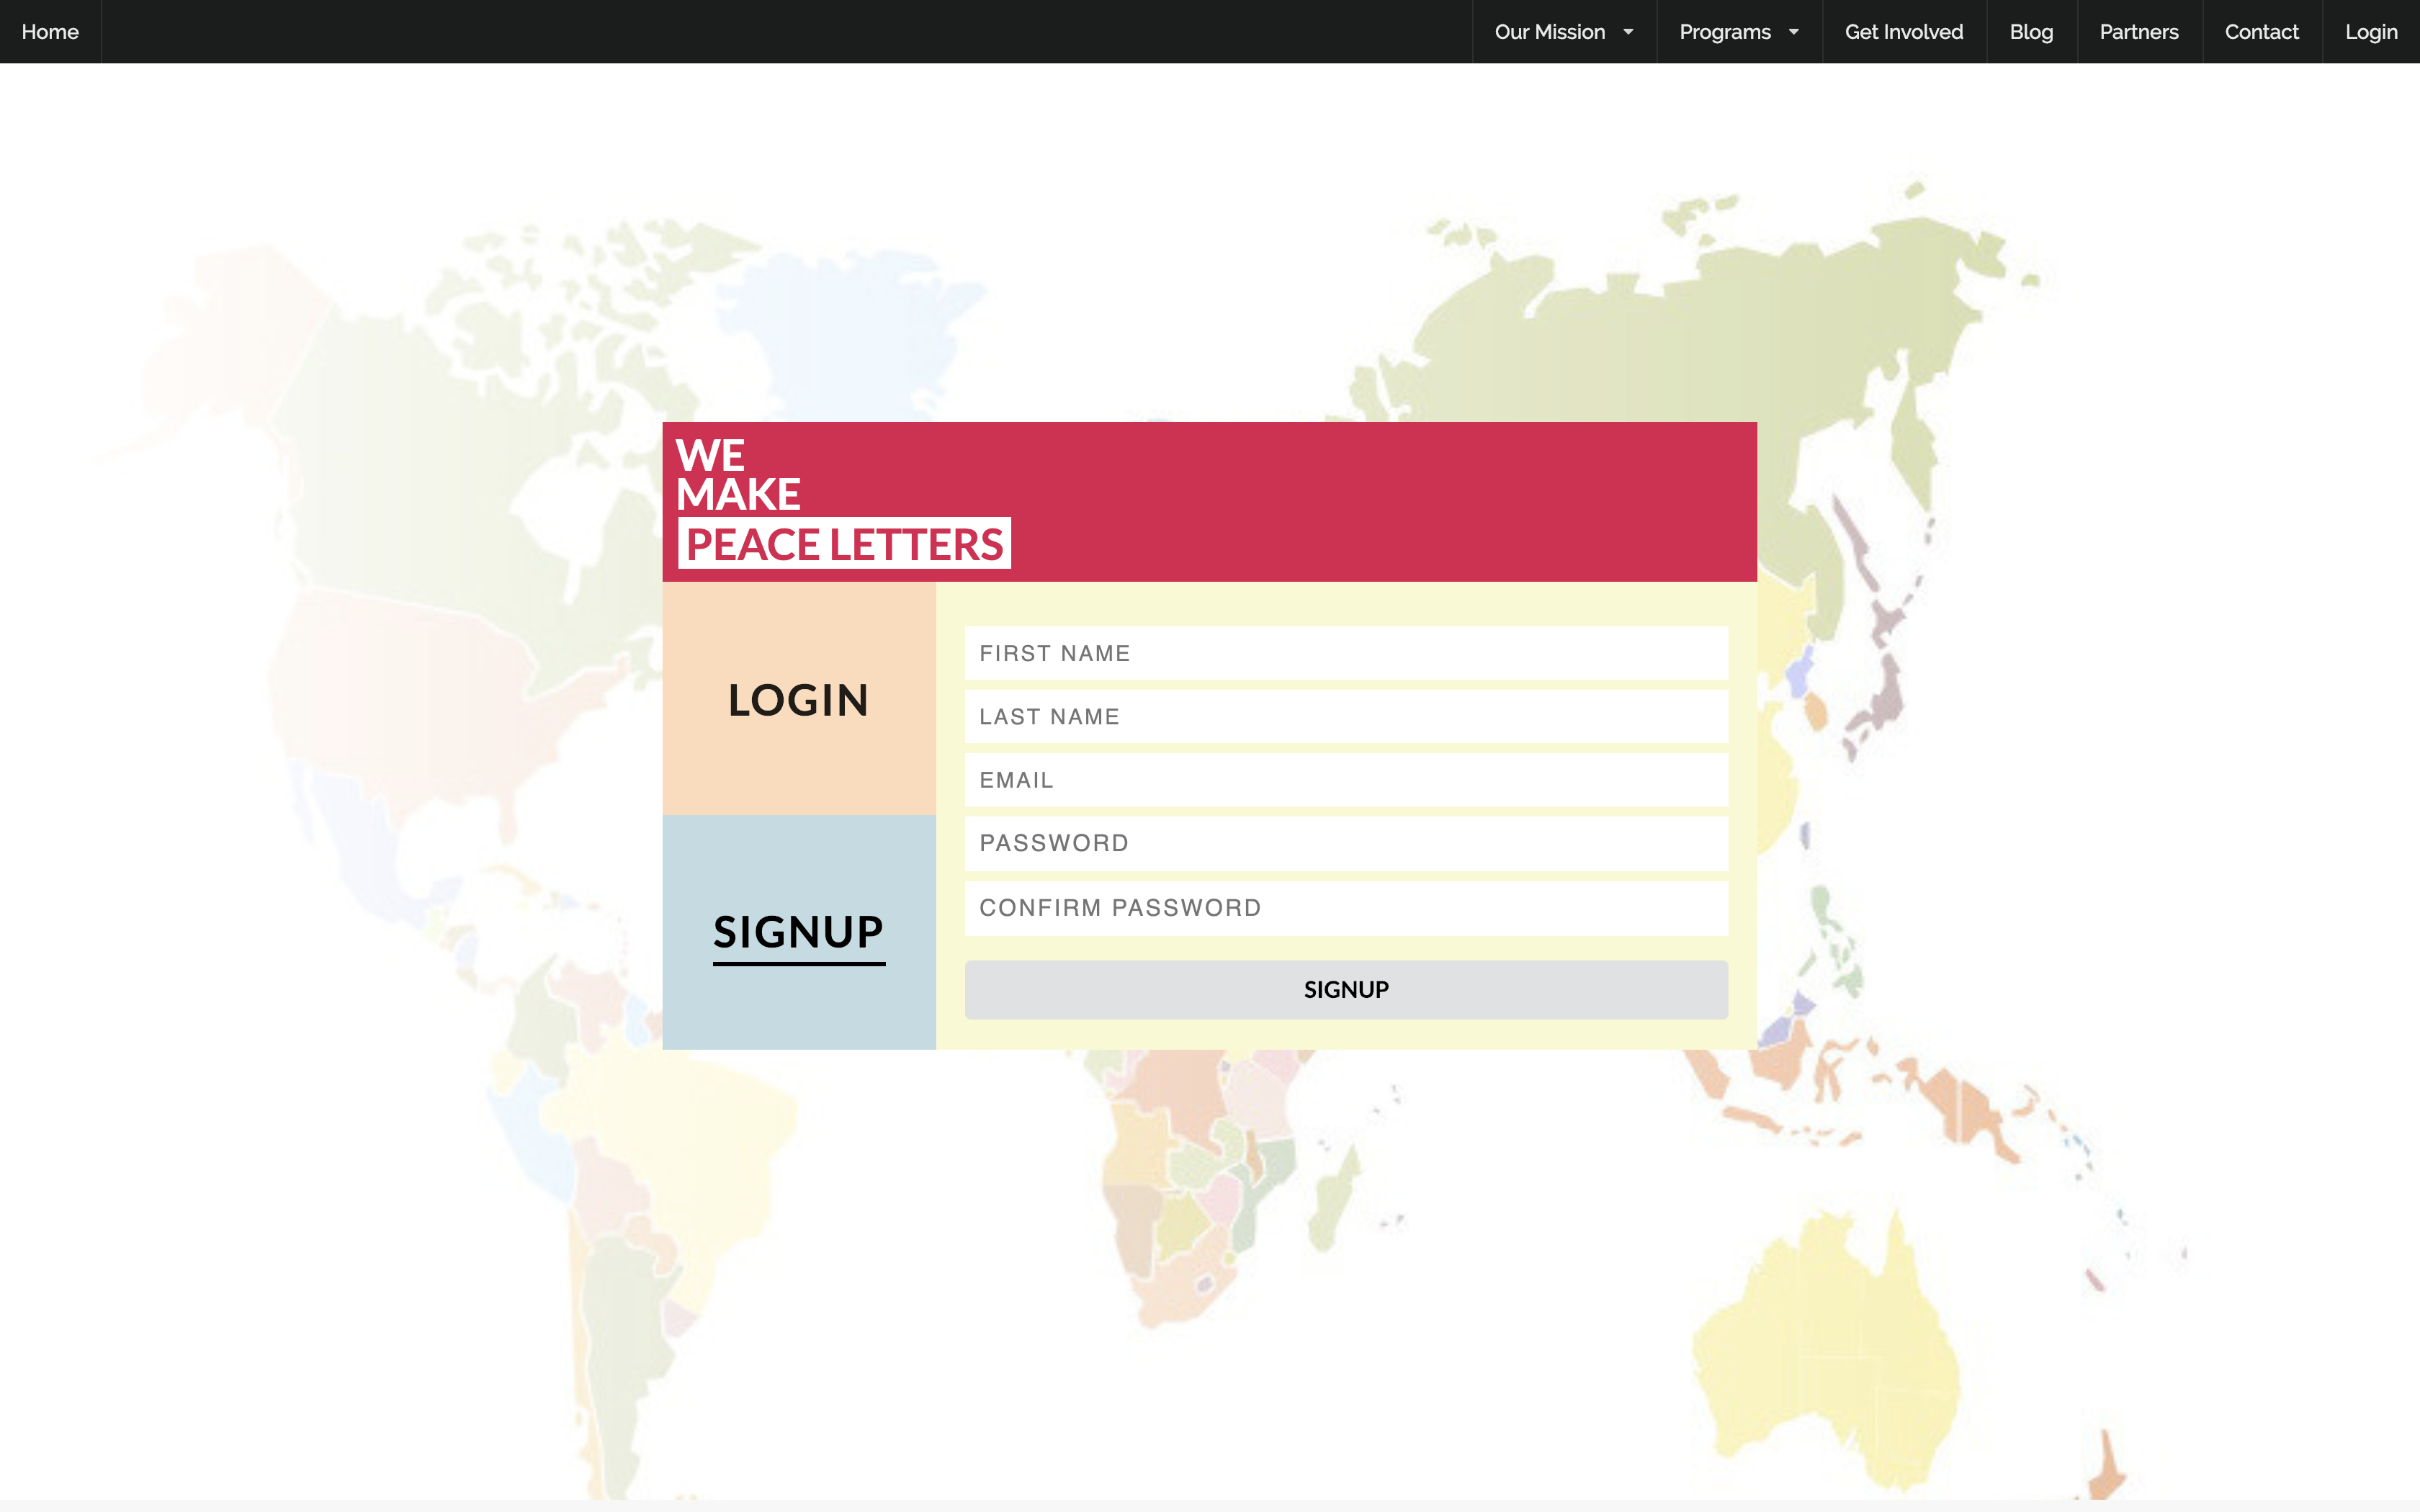 Home Our Mission Programs Get Involved Blog Partners Contact Login
WE
MAKE
PEACE LETTERS
LOGIN
SIGNUP
FIRST NAME
LAST NAME
EMAIL
PASSWORD
CONFIRM PASSWORD
SIGNUP